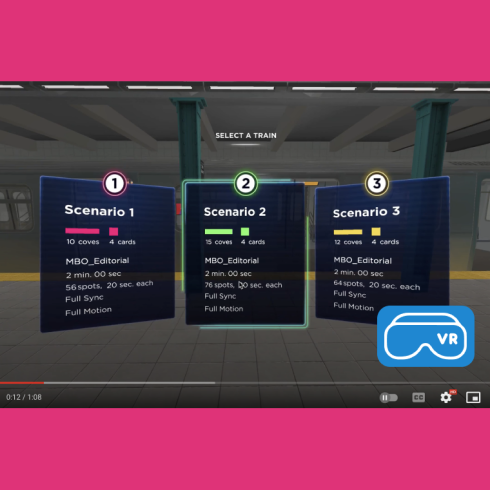 SELECT A TRAIN
1
Scenario 1
10 coves 4 cards
MBO_Editorial
2 min. 00 sec
56 spots, 20 sec. each
Full Sync
Full Motion
2
Scenario 2
15 coves 4 cards
MBO_Editorial
2 min. 00 sec
76 spots, 20 sec. each
Full Sync
Full Motion
3
Scenario 3
12 coves 4 cards
MBO_Editorial
2 min. 00 sec
64 spots, 20 sec. each
Full Sync
Full Motion
VR
0:12 / 1:08
CC
HD